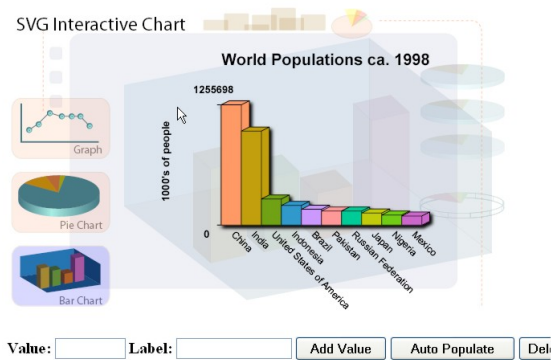 SVG Interactive Chart
World Populations ca. 1998
1255698
1000's of people
0
China
India
United States of America
Indonesia
Brazil
Pakistan
Russian Federation
Japan
Nigeria
Mexico
Graph
Pie Chart
Bar Chart
Value: Label: Add Value Auto Populate Del